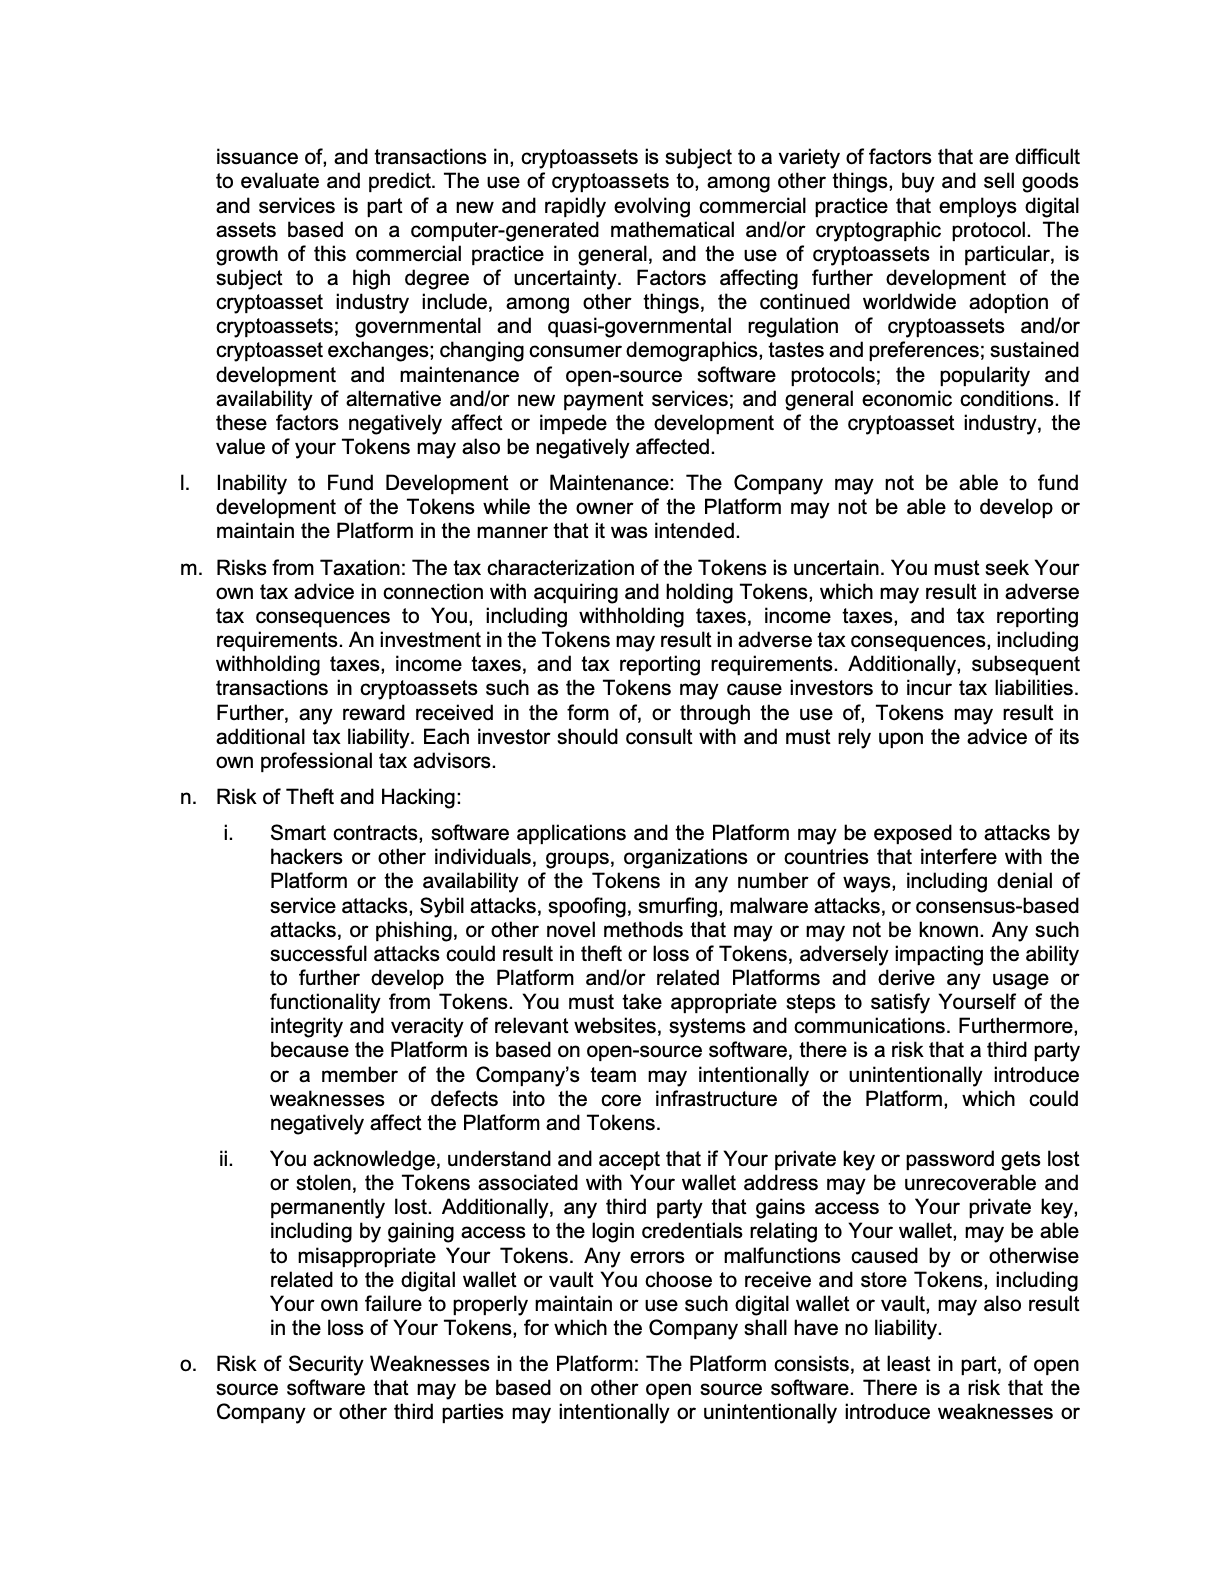 issuance of, and transactions in, cryptoassets is subject to a variety of factors that are difficult
to evaluate and predict. The use of cryptoassets to, among other things, buy and sell goods
and services is part of a new and rapidly evolving commercial practice that employs digital
assets based on a computer-generated mathematical and/or cryptographic protocol. The
growth of this commercial practice in general, and the use of cryptoassets in particular, is
subject to a high degree of uncertainty. Factors affecting further development of the
cryptoasset industry include, among other things, the continued worldwide adoption of
cryptoassets; governmental and quasi-governmental regulation of cryptoassets and/or
cryptoasset exchanges; changing consumer demographics, tastes and preferences; sustained
development and maintenance of open-source software protocols; the popularity and
availability of alternative and/or new payment services; and general economic conditions. If
these factors negatively affect or impede the development of the cryptoasset industry, the
value of your Tokens may also be negatively affected.
l. Inability to Fund Development or Maintenance: The Company may not be able to fund
development of the Tokens while the owner of the Platform may not be able to develop or
maintain the Platform in the manner that it was intended.
m. Risks from Taxation: The tax characterization of the Tokens is uncertain. You must seek Your
own tax advice in connection with acquiring and holding Tokens, which may result in adverse
tax consequences to You, including withholding taxes, income taxes, and tax reporting
requirements. An investment in the Tokens may result in adverse tax consequences, including
withholding taxes, income taxes, and tax reporting requirements. Additionally, subsequent
transactions in cryptoassets such as the Tokens may cause investors to incur tax liabilities.
Further, any reward received in the form of, or through the use of, Tokens may result in
additional tax liability. Each investor should consult with and must rely upon the advice of its
own professional tax advisors.
n. Risk of Theft and Hacking:
i. Smart contracts, software applications and the Platform may be exposed to attacks by
hackers or other individuals, groups, organizations or countries that interfere with the
Platform or the availability of the Tokens in any number of ways, including denial of
service attacks, Sybil attacks, spoofing, smurfing, malware attacks, or consensus-based
attacks, or phishing, or other novel methods that may or may not be known. Any such
successful attacks could result in theft or loss of Tokens, adversely impacting the ability
to further develop the Platform and/or related Platforms and derive any usage or
functionality from Tokens. You must take appropriate steps to satisfy Yourself of the
integrity and veracity of relevant websites, systems and communications. Furthermore,
because the Platform is based on open-source software, there is a risk that a third party
or a member of the Company’s team may intentionally or unintentionally introduce
weaknesses or defects into the core infrastructure of the Platform, which could
negatively affect the Platform and Tokens.
ii. You acknowledge, understand and accept that if Your private key or password gets lost
or stolen, the Tokens associated with Your wallet address may be unrecoverable and
permanently lost. Additionally, any third party that gains access to Your private key,
including by gaining access to the login credentials relating to Your wallet, may be able
to misappropriate Your Tokens. Any errors or malfunctions caused by or otherwise
related to the digital wallet or vault You choose to receive and store Tokens, including
Your own failure to properly maintain or use such digital wallet or vault, may also result
in the loss of Your Tokens, for which the Company shall have no liability.
o. Risk of Security Weaknesses in the Platform: The Platform consists, at least in part, of open
source software that may be based on other open source software. There is a risk that the
Company or other third parties may intentionally or unintentionally introduce weaknesses or